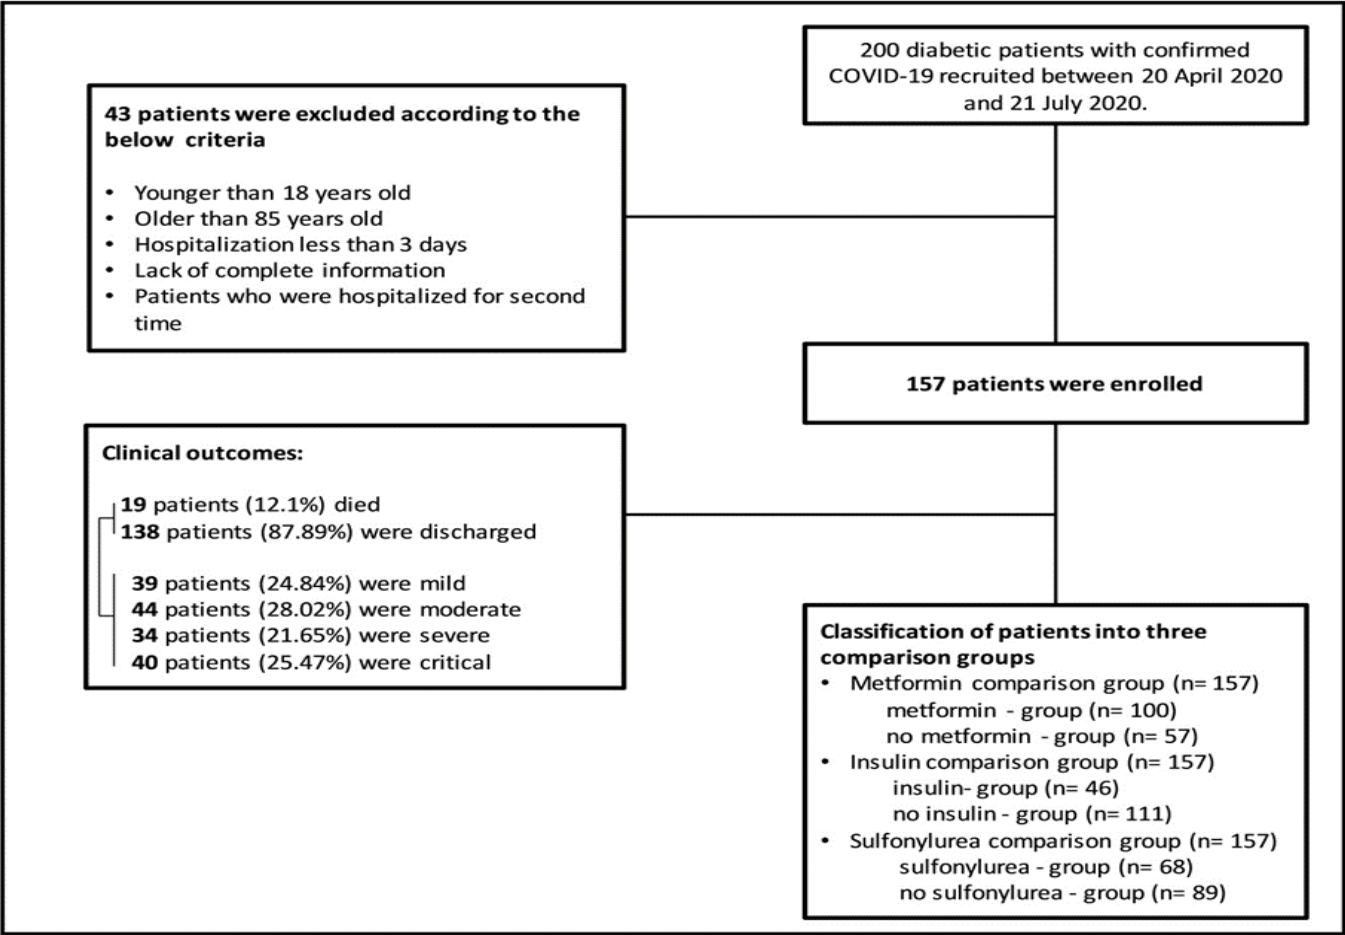 200 diabetic patients with confirmed
COVID-19 recruited between 20 April 2020
and 21 July 2020.
43 patients were excluded according to the
below criteria
• Younger than 18 years old
• Older than 85 years old
• Hospitalization less than 3 days
• Lack of complete information
• Patients who were hospitalized for second
time
157 patients were enrolled
Clinical outcomes:
19 patients (12.1%) died
138 patients (87.89%) were discharged
39 patients (24.84%) were mild
44 patients (28.02%) were moderate
34 patients (21.65%) were severe
40 patients (25.47%) were critical
Classification of patients into three
comparison groups
• Metformin comparison group (n= 157)
metformin - group (n= 100)
no metformin - group (n= 57)
• Insulin comparison group (n= 157)
insulin- group (n= 46)
no insulin - group (n= 111)
• Sulfonylurea comparison group (n= 157)
sulfonylurea - group (n= 68)
no sulfonylurea - group (n= 89)